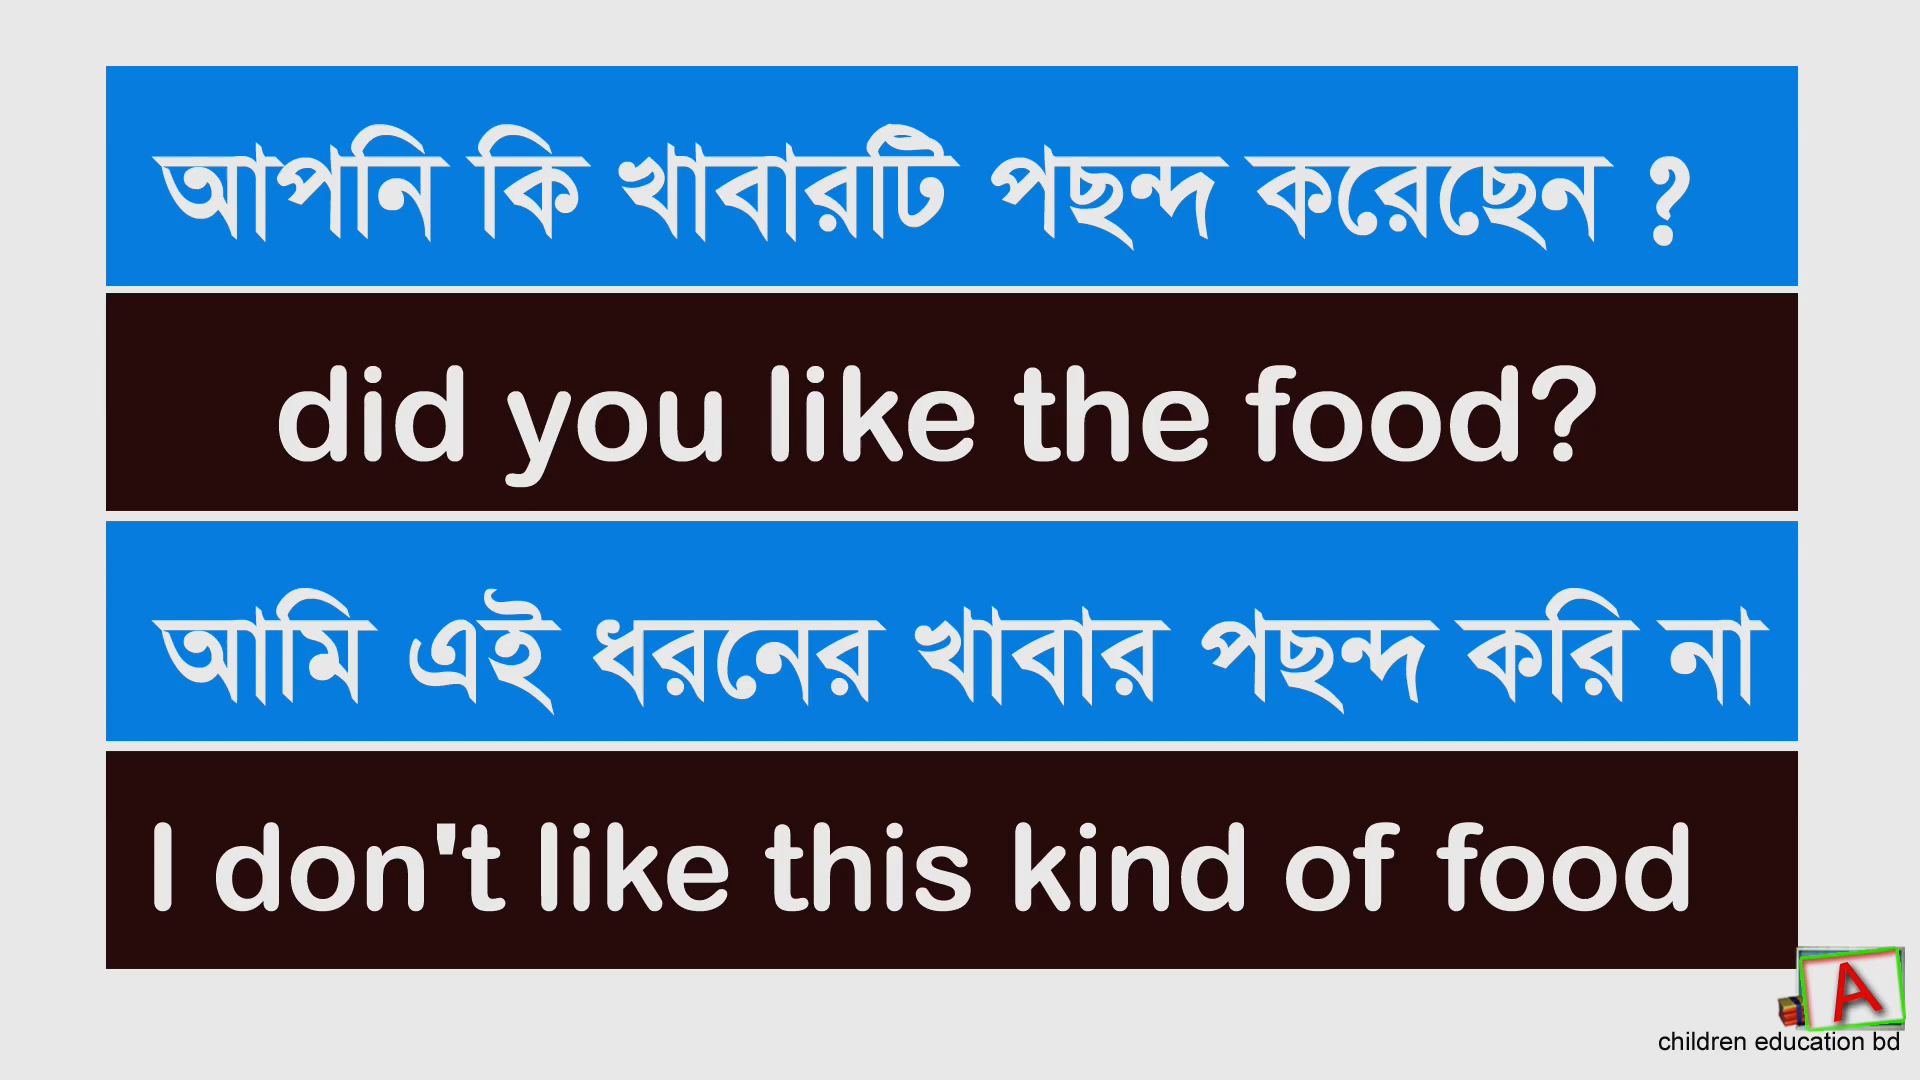 আপনি কি খাবারটি পছন্দ করেছেন ?
did you like the food?
আমি এই ধরনের খাবার পছন্দ করি না
I don't like this kind of food
A
children education bd